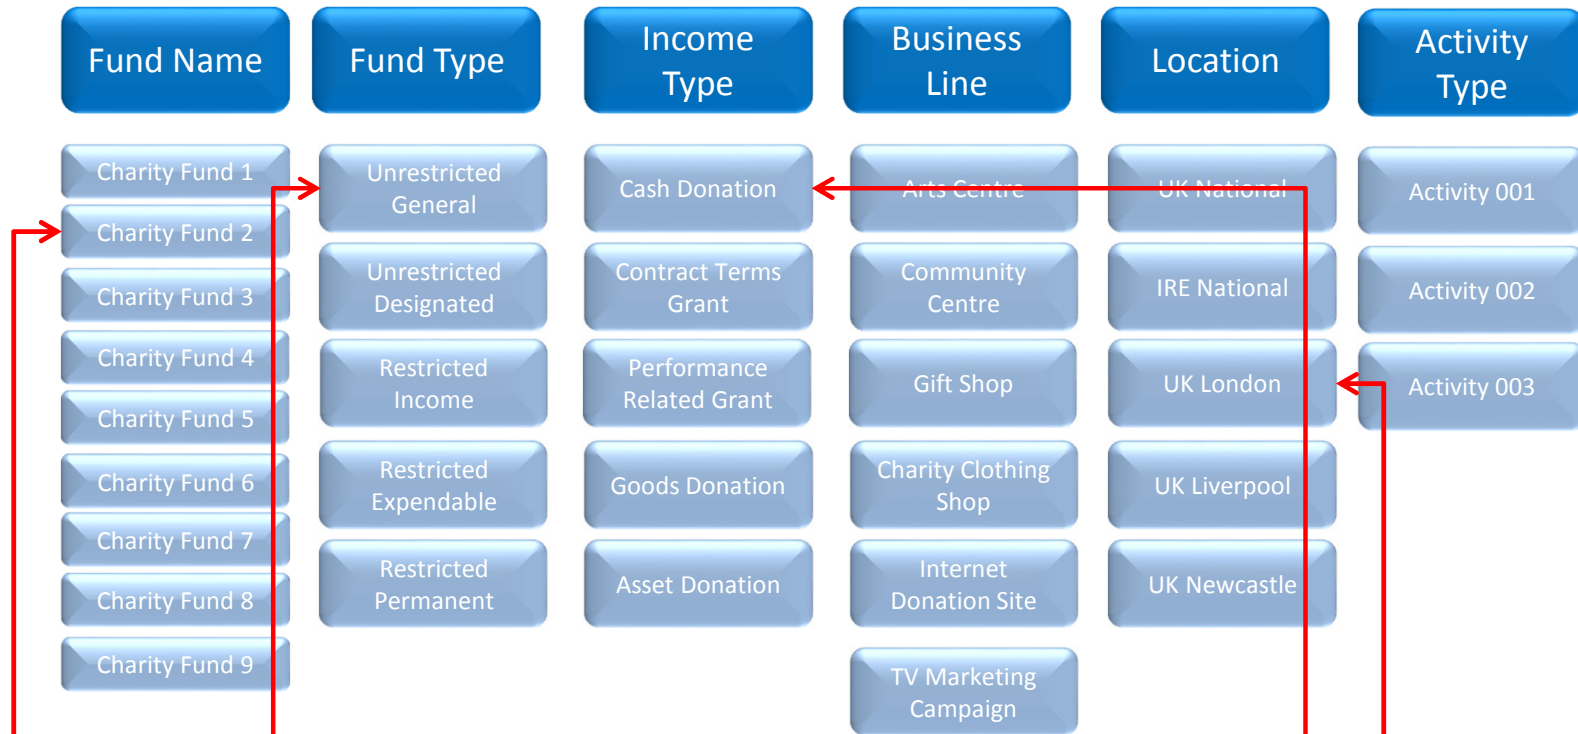 Fund Name
Fund Type
Income
Type
Business
Line
Location
Activity
Type
Charity Fund 1
Charity Fund 2
Charity Fund 3
Charity Fund 4
Charity Fund 5
Charity Fund 6
Charity Fund 7
Charity Fund 8
Charity Fund 9
Unrestricted
General
Unrestricted
Designated
Restricted
Income
Restricted
Expendable
Restricted
Permanent
Cash Donation
Contract Terms
Grant
Performance
Related Grant
Goods Donation
Asset Donation
Arts Centre
Community
Centre
Gift Shop
Charity Clothing
Shop
Internet
Donation Site
TV Marketing
Campaign
UK National
IRE National
UK London
UK Liverpool
UK Newcastle
Activity 001
Activity 002
Activity 003